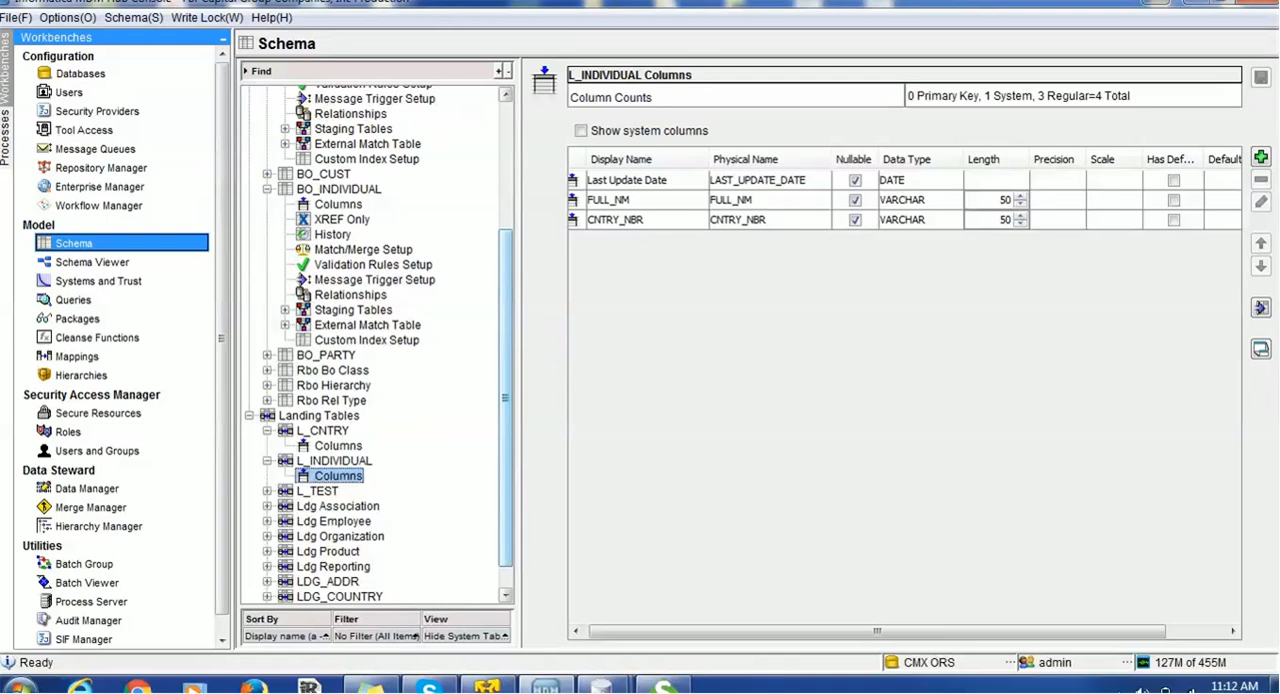 File(F) Options(O) Schema(S) Write Lock(W) Help(H)
Workbenches
Processes
Workbenches
Configuration
Databases
Users
Security Providers
Tool Access
Message Queues
Repository Manager
Enterprise Manager
Workflow Manager
Model
Schema
Schema Viewer
Systems and Trust
Queries
Packages
Cleanse Functions
Mappings
Hierarchies
Security Access Manager
Secure Resources
Roles
Users and Groups
Data Steward
Data Manager
Merge Manager
Hierarchy Manager
Utilities
Batch Group
Batch Viewer
Process Server
Audit Manager
SIF Manager
Schema
Find
Validation Rules Setup
Message Trigger Setup
Relationships
Staging Tables
External Match Table
Custom Index Setup
BO_CUST
BO_INDIVIDUAL
Columns
XREF Only
History
Match/Merge Setup
Validation Rules Setup
Message Trigger Setup
Relationships
Staging Tables
External Match Table
Custom Index Setup
BO_PARTY
Rbo Bo Class
Rbo Hierarchy
Rbo Rel Type
Landing Tables
L_CNTRY
Columns
L_INDIVIDUAL
Columns
L_TEST
Ldg Association
Ldg Employee
Ldg Organization
Ldg Product
Ldg Reporting
LDG_ADDR
LDG_COUNTRY
Sort By Filter View
Display name (a - No Filter (All Items) Hide System Tab..
L_INDIVIDUAL Columns
Column Counts 0 Primary Key, 1 System, 3 Regular=4 Total
Show system columns
Display Name Physical Name Nullable Data Type Length Precision Scale Has Def... Default
Last Update Date LAST_UPDATE_DATE DATE
FULL_NM FULL_NM VARCHAR 50
CNTRY_NBR CNTRY_NBR VARCHAR 50
Ready CMX ORS admin 127M of 455M
11:12 AM